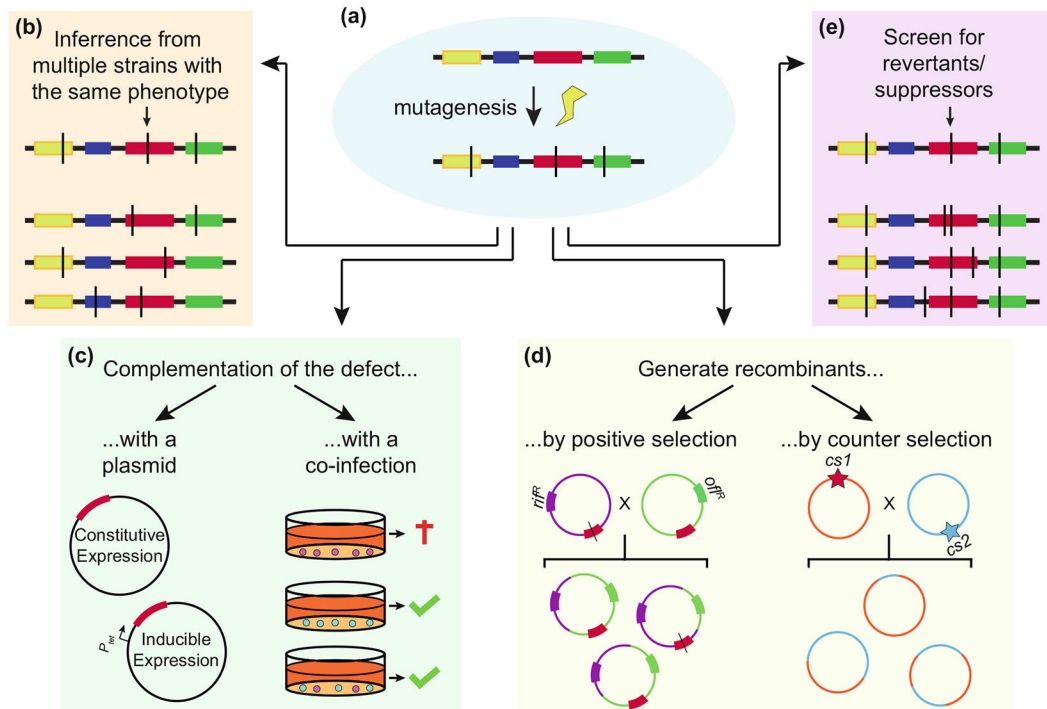 (a)
mutagenesis
(b)
Inferrence from
multiple strains with
the same phenotype
(e)
Screen for
revertants/
suppressors
(c)
Complementation of the defect...
...with a
plasmid
...with a
co-infection
Constitutive
Expression
P_tet
Inducible
Expression
(d)
Generate recombinants...
...by positive selection
...by counter selection
rif^R
X
ofl^R
cs1
X
cs2